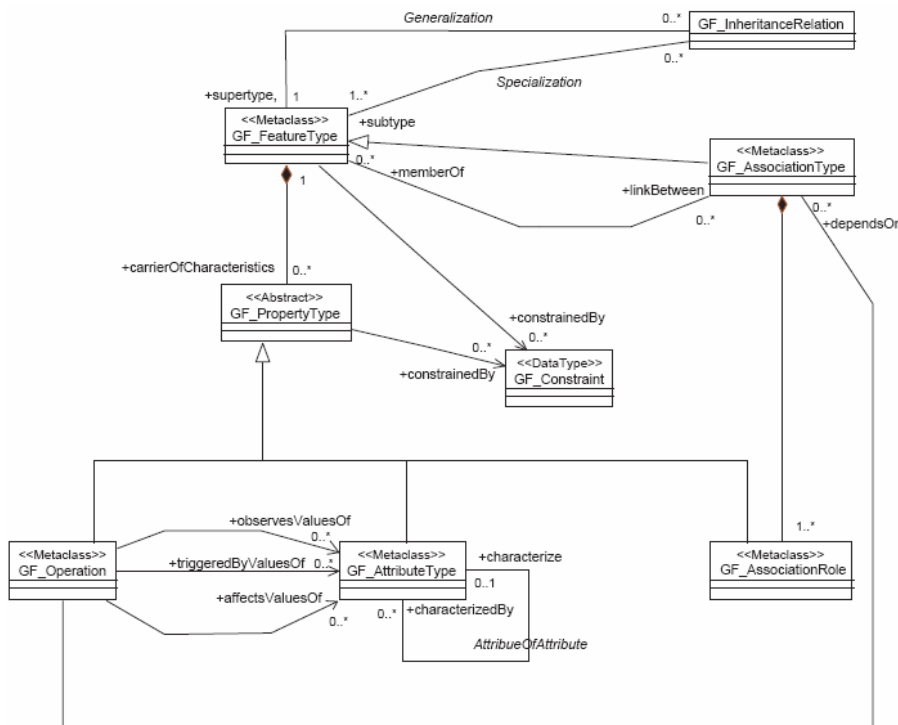 Generalization
0..*
GF_InheritanceRelation
0..*
Specialization
+supertype,
1
1..*
<<Metaclass>>
GF_FeatureType
+subtype
0..*
+memberOf
<<Metaclass>>
GF_AssociationType
+linkBetween
0..*
0..*
+dependsOn
1
+carrierOfCharacteristics
0..*
<<Abstract>>
GF_PropertyType
+constrainedBy
0..*
0..*
+constrainedBy
<<DataType>>
GF_Constraint
+observesValuesOf
0..*
1..*
<<Metaclass>>
GF_Operation
+triggeredByValuesOf
0..*
<<Metaclass>>
GF_AttributeType
+characterize
0..1
<<Metaclass>>
GF_AssociationRole
+affectsValuesOf
0..*
0..*
+characterizedBy
AttribueOfAttribute